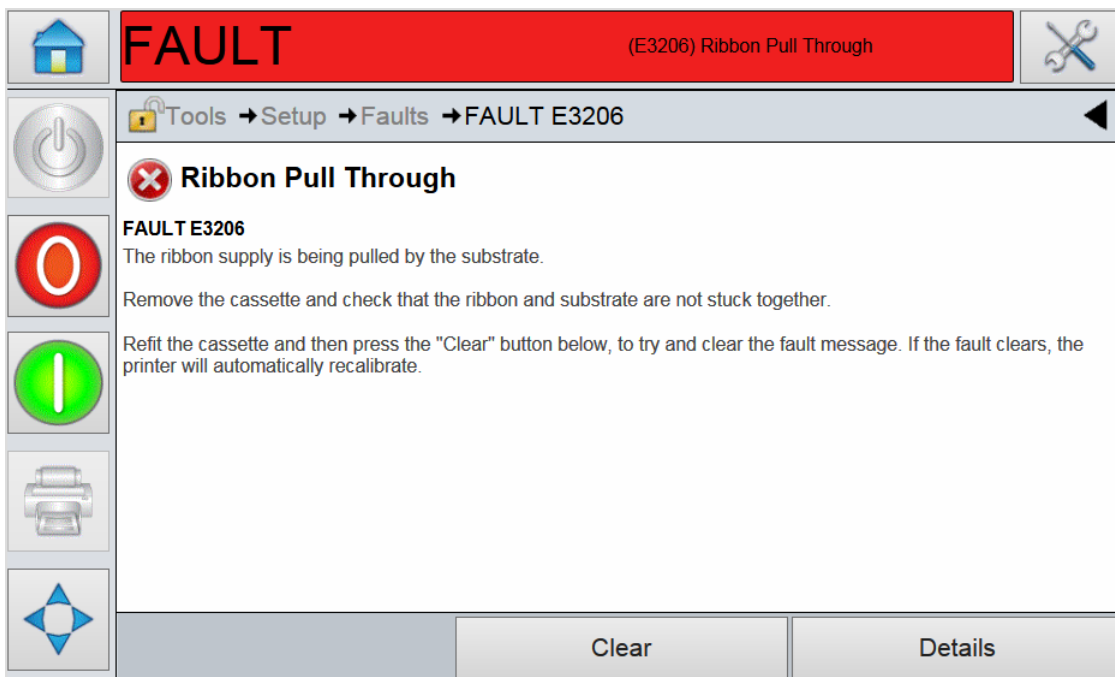 FAULT
(E3206) Ribbon Pull Through
Tools → Setup → Faults → FAULT E3206
Ribbon Pull Through
FAULT E3206
The ribbon supply is being pulled by the substrate.
Remove the cassette and check that the ribbon and substrate are not stuck together.
Refit the cassette and then press the "Clear" button below, to try and clear the fault message. If the fault clears, the
printer will automatically recalibrate.
Clear
Details